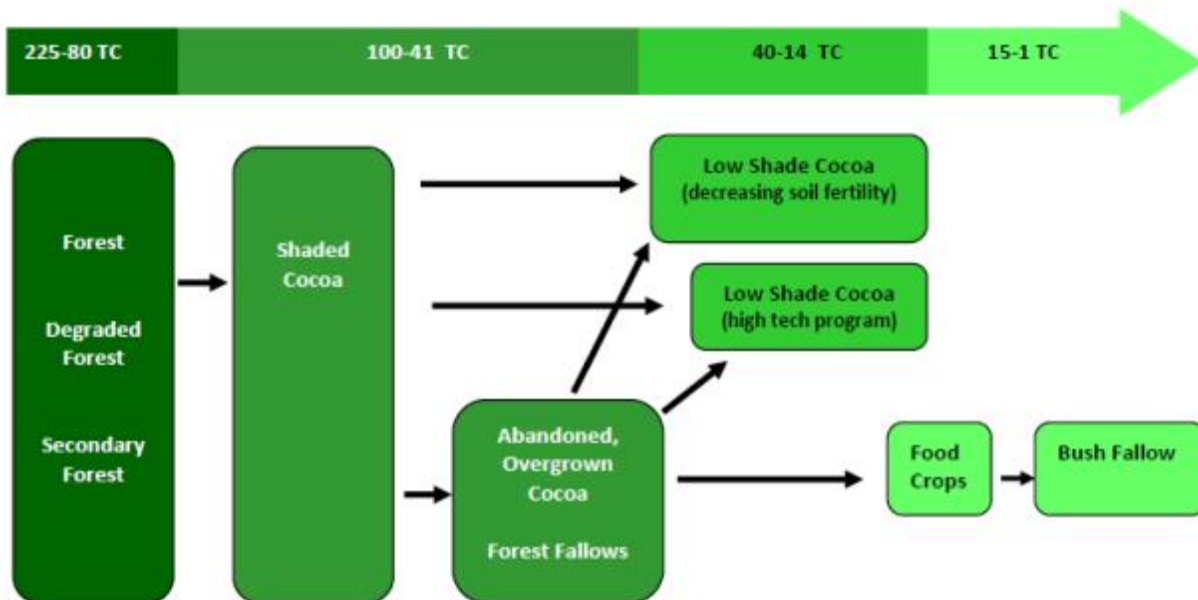 225-80 TC
100-41 TC
40-14 TC
15-1 TC
Forest
Degraded
Forest
Secondary
Forest
Shaded
Cocoa
Low Shade Cocoa
(decreasing soil fertility)
Low Shade Cocoa
(high tech program)
Abandoned,
Overgrown
Cocoa
Forest Fallows
Food
Crops
Bush Fallow